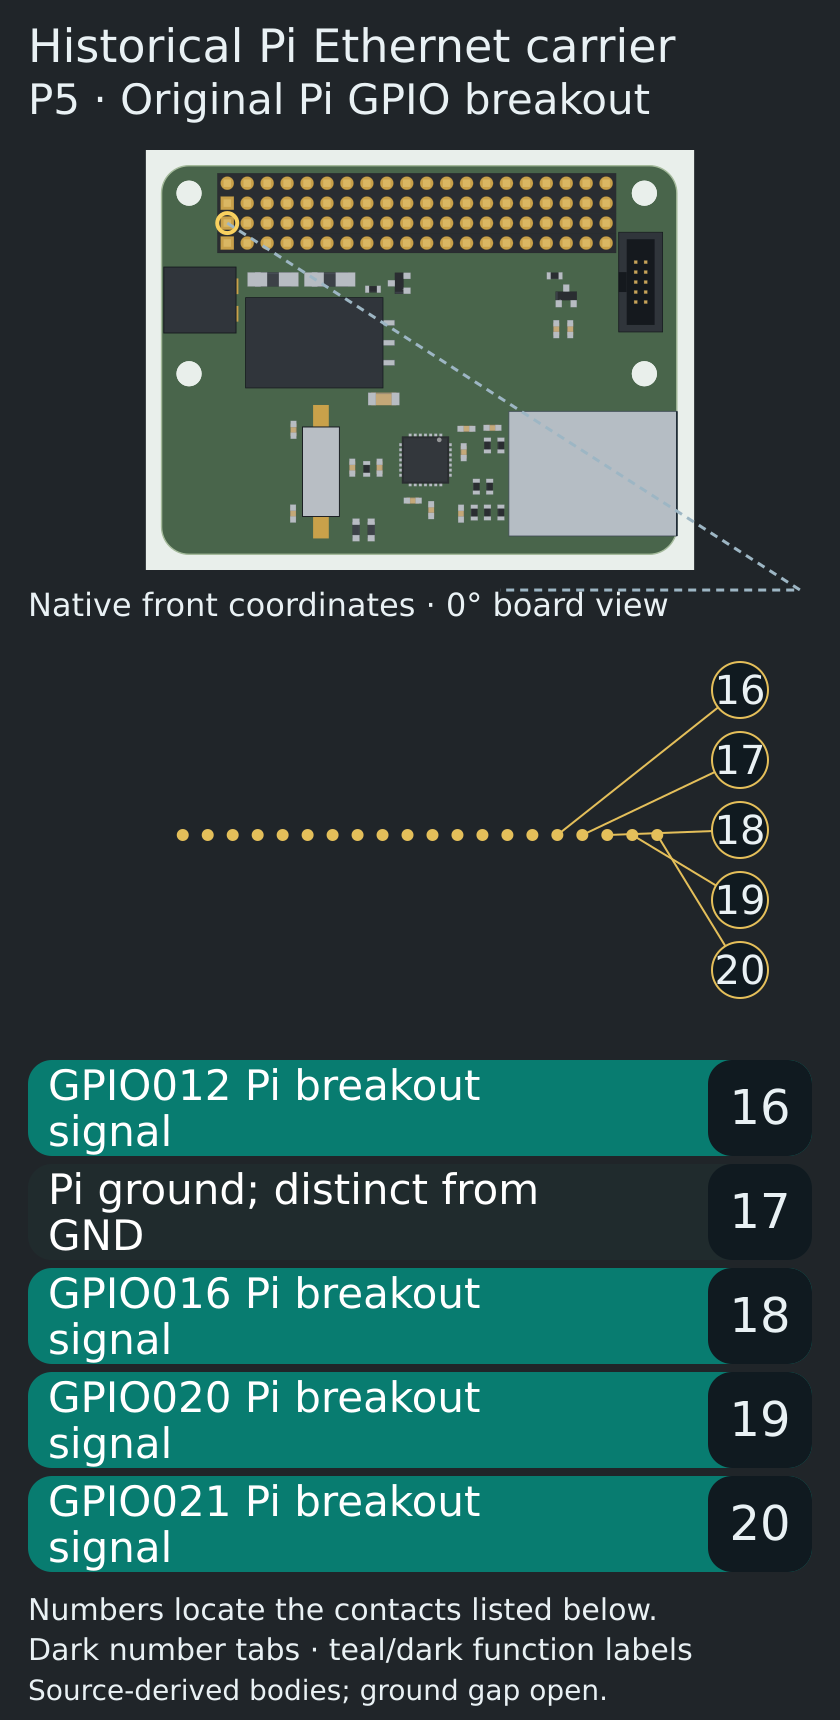 Historical Pi Ethernet carrier
P5 · Original Pi GPIO breakout
Native front coordinates · 0° board view
16
17
18
19
20
GPIO012 Pi breakout
signal
16
Pi ground; distinct from
GND
17
GPIO016 Pi breakout
signal
18
GPIO020 Pi breakout
signal
19
GPIO021 Pi breakout
signal
20
Numbers locate the contacts listed below.
Dark number tabs · teal/dark function labels
Source-derived bodies; ground gap open.